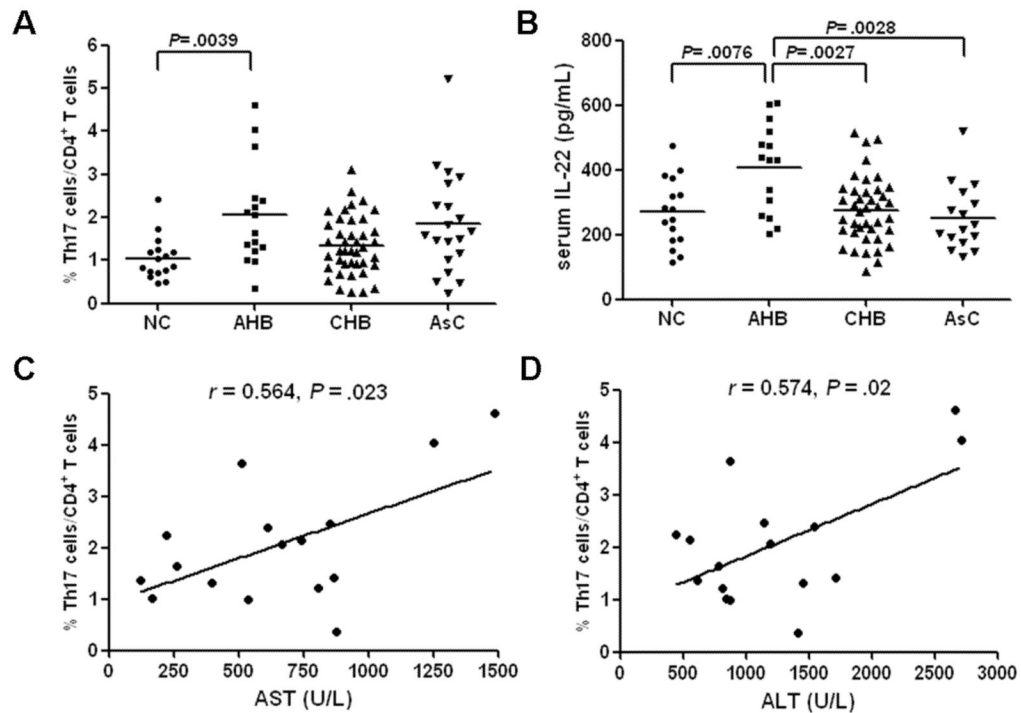 A
P=.0039
% Th17 cells/CD4⁺ T cells
6
5
4
3
2
1
0
NC AHB CHB AsC
B
P=.0028
P=.0076 P=.0027
serum IL-22 (pg/mL)
800
600
400
200
0
NC AHB CHB AsC
C
r = 0.564, P = .023
% Th17 cells/CD4⁺ T cells
5
4
3
2
1
0
0 250 500 750 1000 1250 1500
AST (U/L)
D
r = 0.574, P = .02
% Th17 cells/CD4⁺ T cells
5
4
3
2
1
0
0 500 1000 1500 2000 2500 3000
ALT (U/L)